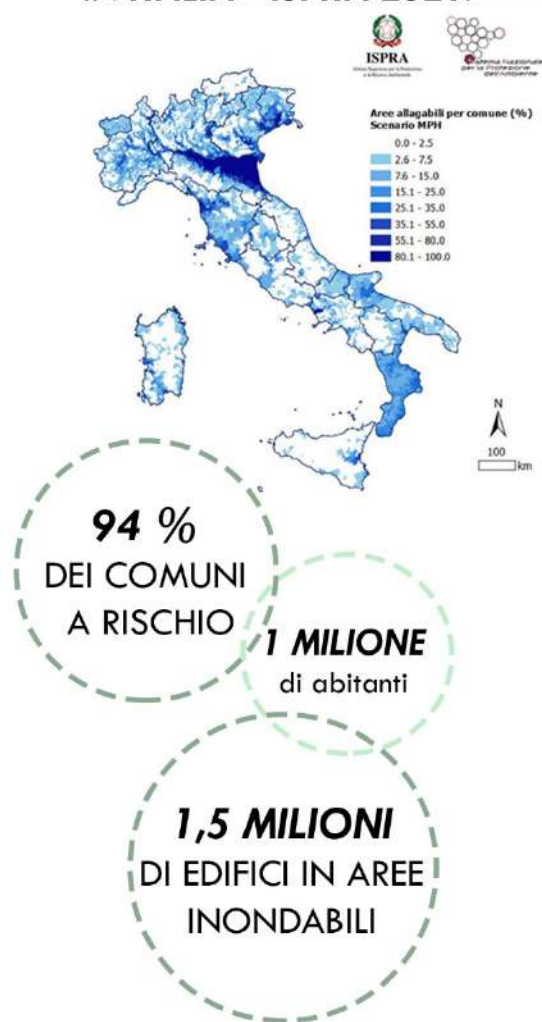 ISPRA
Aree allagabili per comune (%)
Scenario MPH
0.0 - 2.5
2.6 - 7.5
7.6 - 15.0
15.1 - 25.0
25.1 - 35.0
35.1 - 55.0
55.1 - 80.0
80.1 - 100.0
N
100
km
94 %
DEI COMUNI
A RISCHIO
1 MILIONE
di abitanti
1,5 MILIONI
DI EDIFICI IN AREE
INONDABILI